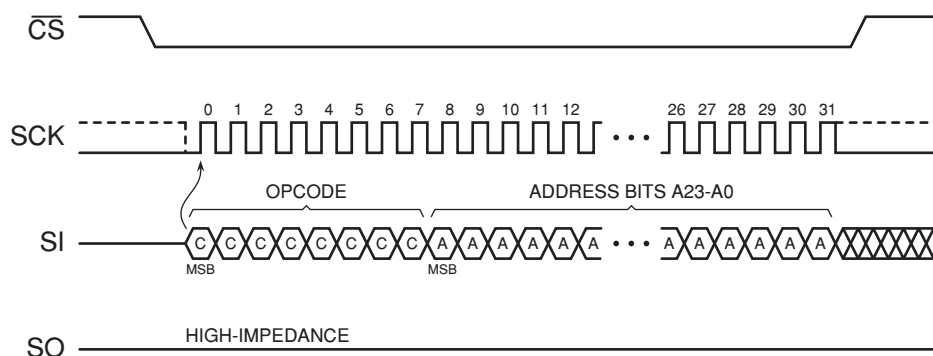 CS
0 1 2 3 4 5 6 7 8 9 10 11 12 26 27 28 29 30 31
SCK
OPCODE ADDRESS BITS A23-A0
SI C C C C C C C C A A A A A A A A A A A A
MSB MSB
HIGH-IMPEDANCE
SO